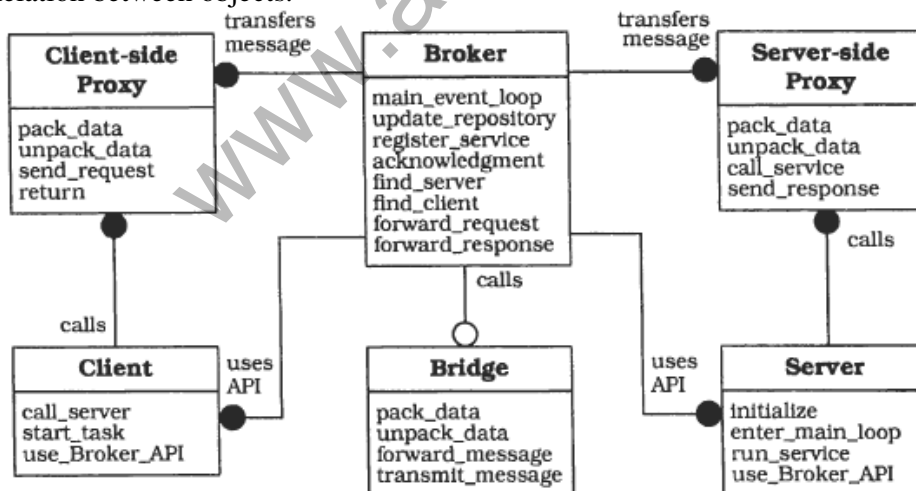 elation between objects.
transfers
message
transfers
message
Client-side
Proxy
pack_data
unpack_data
send_request
return
Broker
main_event_loop
update_repository
register_service
acknowledgment
find_server
find_client
forward_request
forward_response
Server-side
Proxy
pack_data
unpack_data
call_service
send_response
calls
calls
calls
uses
API
uses
API
Client
call_server
start_task
use_Broker_API
Bridge
pack_data
unpack_data
forward_message
transmit_message
Server
initialize
enter_main_loop
run_service
use_Broker_API
www.a